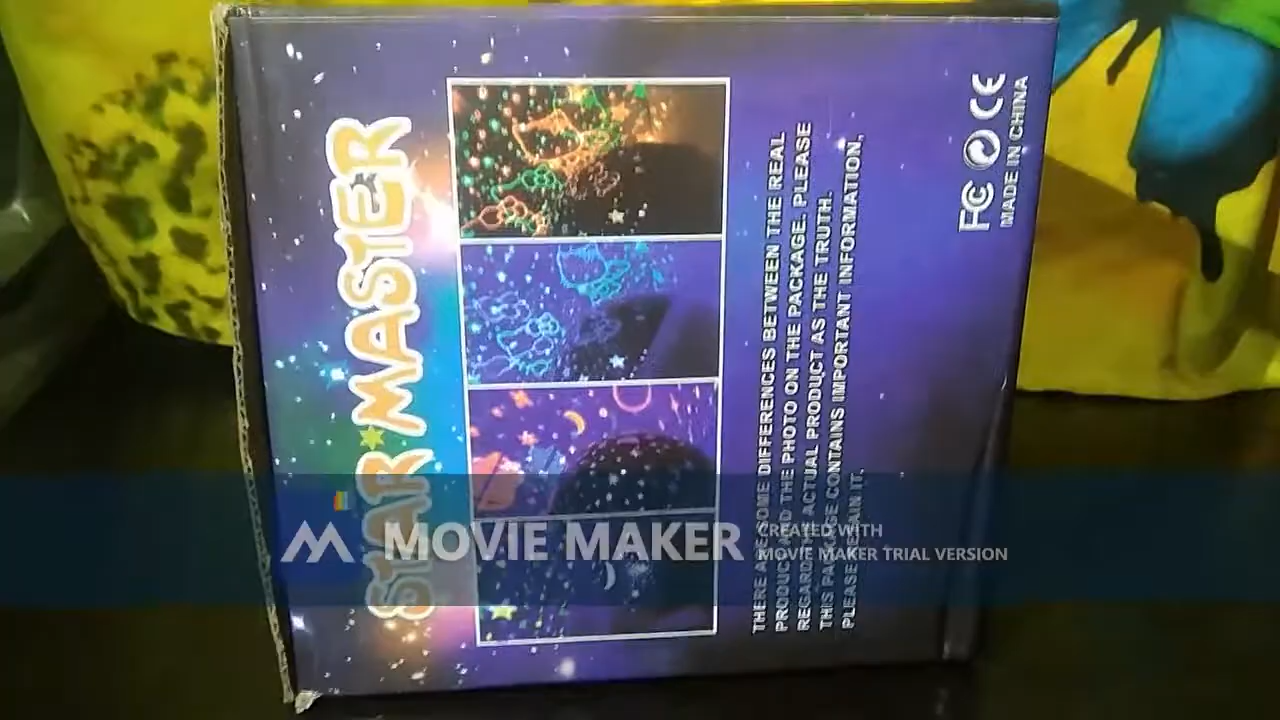 STAR MASTER
THERE ARE SOME DIFFERENCES BETWEEN THE REAL
PRODUCT AND THE PHOTO ON THE PACKAGE. PLEASE
REGARD THE ACTUAL PRODUCT AS THE TRUTH.
THIS PACKAGE CONTAINS IMPORTANT INFORMATION,
PLEASE RETAIN IT.
FC CE
MADE IN CHINA
MOVIE MAKER
CREATED WITH
MOVIE MAKER TRIAL VERSION